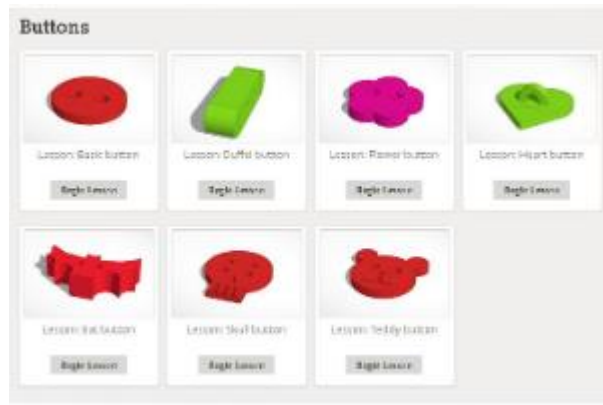 Buttons
Lesson: Basic button
Lesson: Duffel button
Lesson: Flower button
Lesson: Heart button
Begin Lesson
Begin Lesson
Begin Lesson
Begin Lesson
Lesson: Bat button
Lesson: Skull button
Lesson: Teddy button
Begin Lesson
Begin Lesson
Begin Lesson